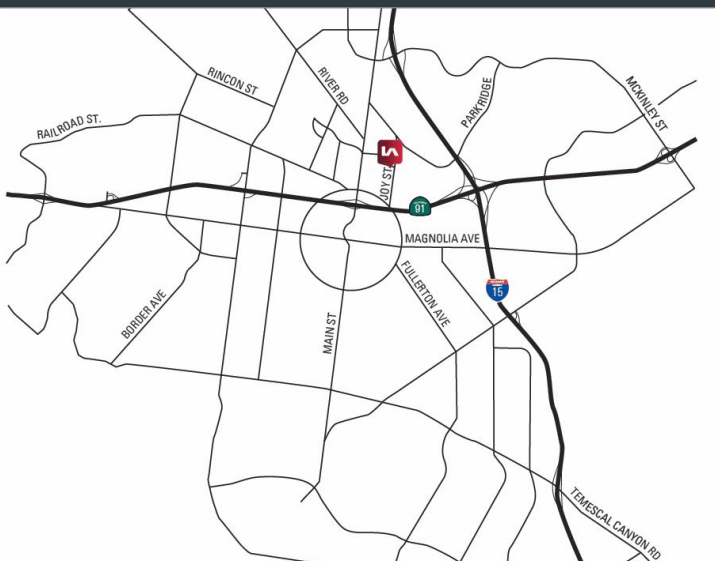 RINCON ST
RIVER RD
PARKRIDGE
MCKINLEY ST
RAILROAD ST.
JOY ST.
91
MAGNOLIA AVE
FULLERTON AVE
15
BORDER AVE
MAIN ST
TEMESCAL CANYON RD